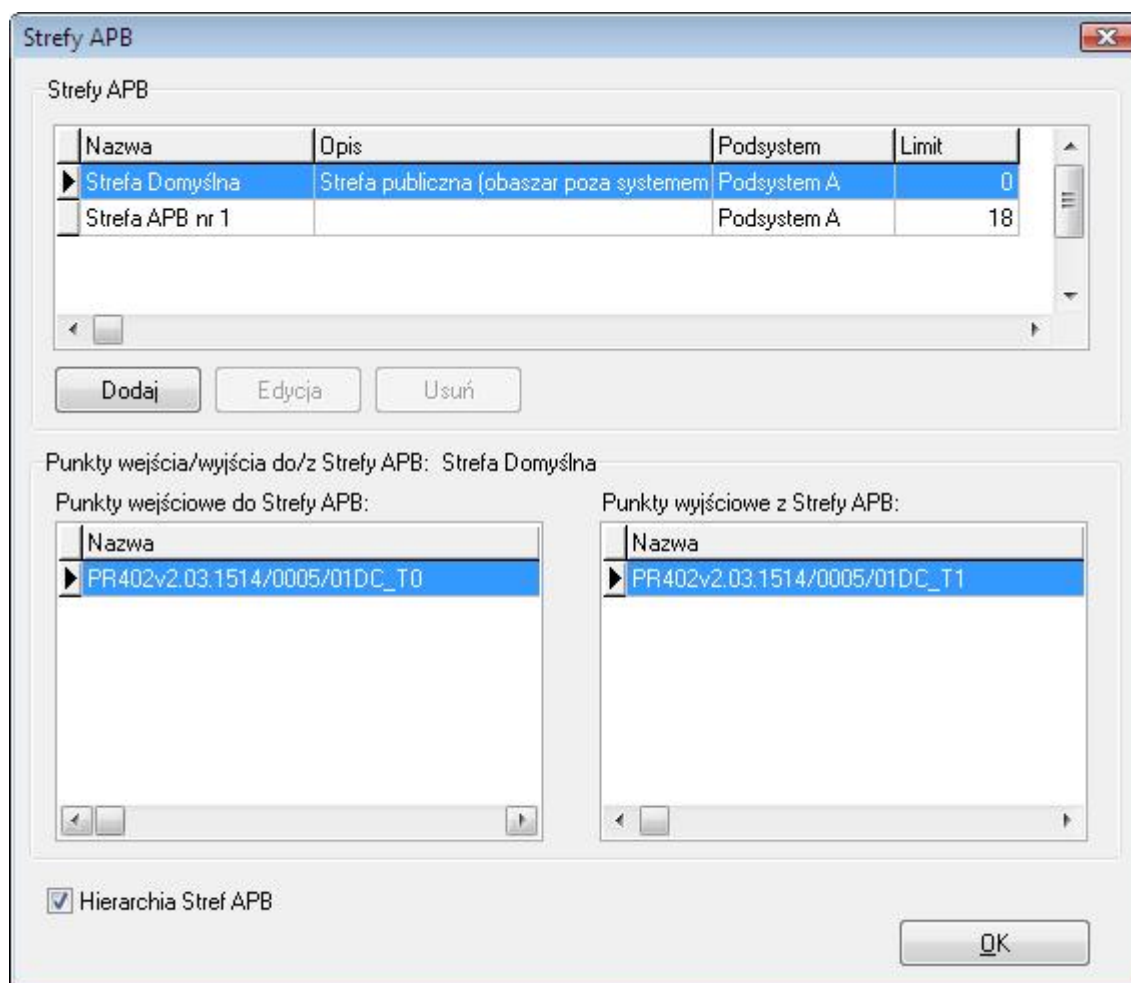 Strefy APB
Strefy APB
Nazwa Opis Podsystem Limit
Strefa Domyślna Strefa publiczna (obaszar poza systemem Podsystem A 0
Strefa APB nr 1 Podsystem A 18
Dodaj Edycja Usuń
Punkty wejścia/wyjścia do/z Strefy APB: Strefa Domyślna
Punkty wejściowe do Strefy APB: Punkty wyjściowe z Strefy APB:
Nazwa Nazwa
PR402v2.03.1514/0005/01DC_T0 PR402v2.03.1514/0005/01DC_T1
Hierarchia Stref APB
OK